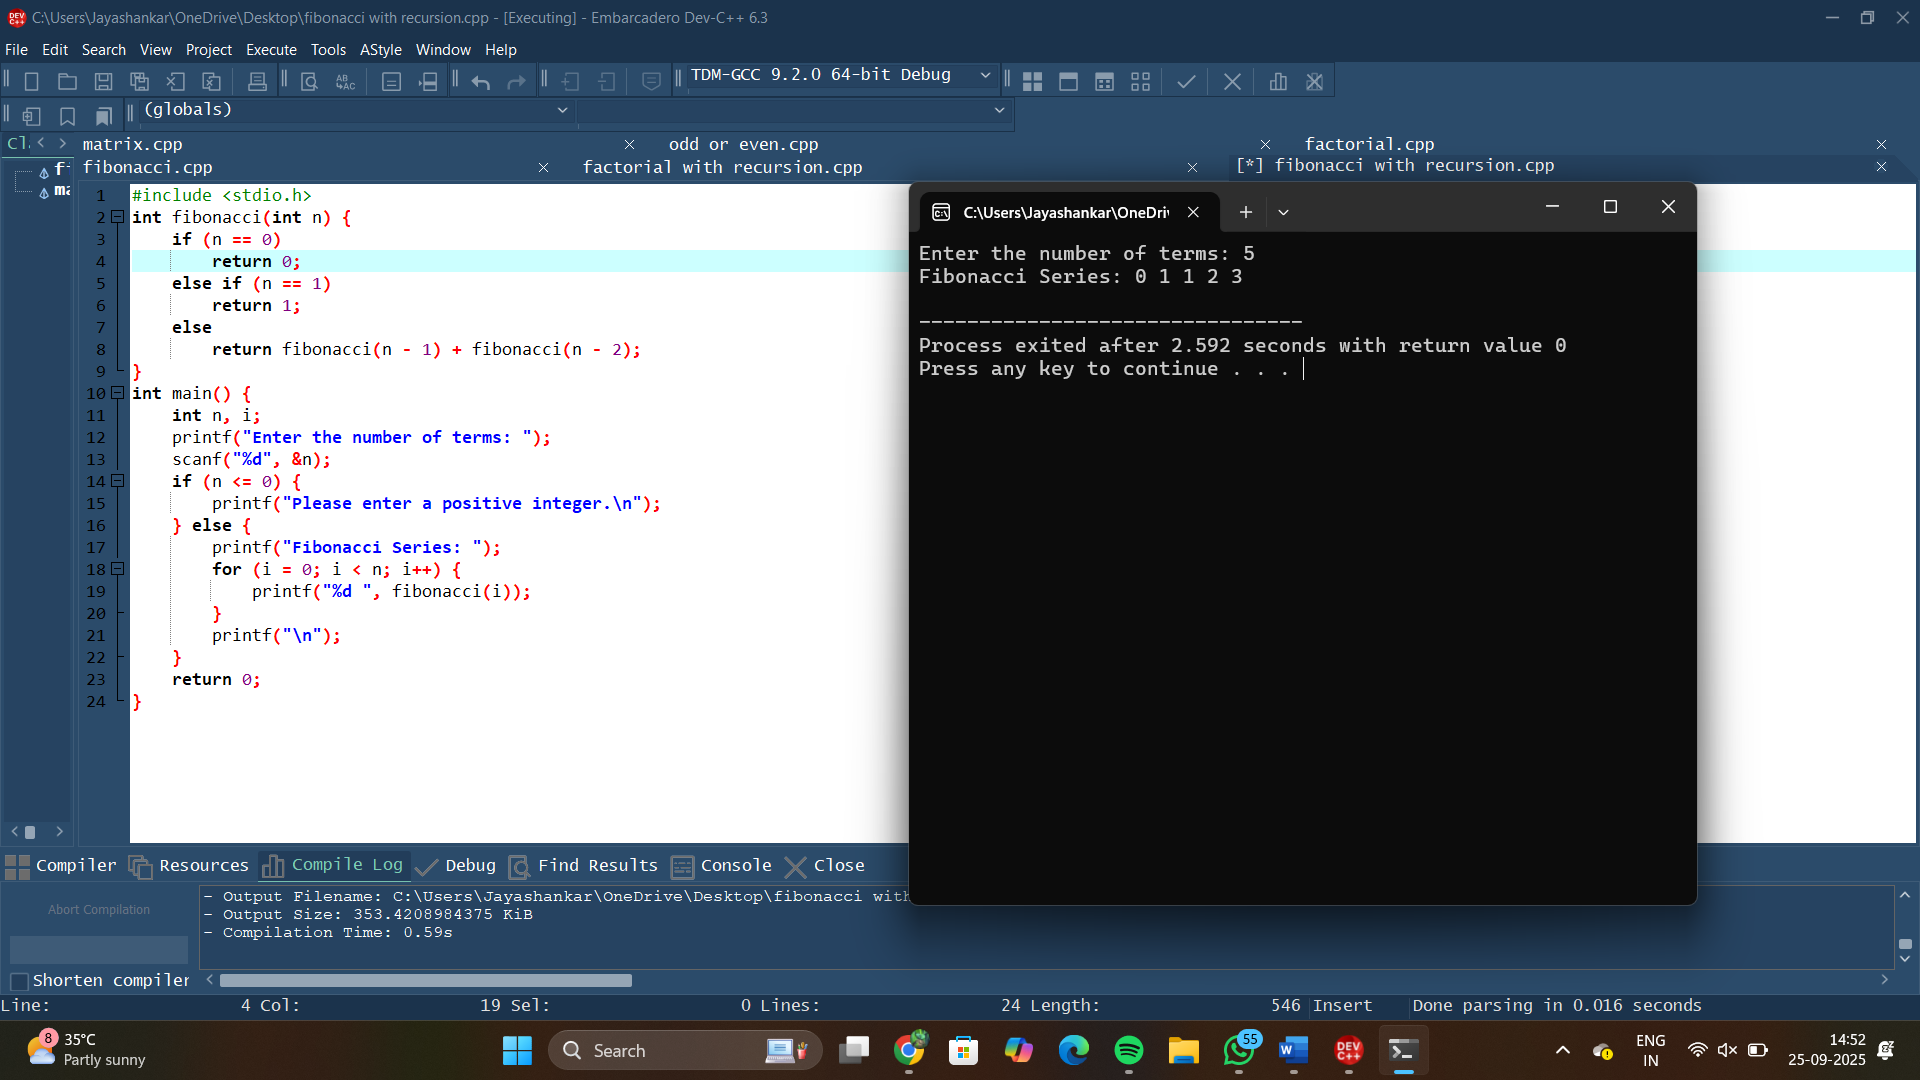 C:\Users\Jayashankar\OneDrive\Desktop\fibonacci with recursion.cpp - [Executing] - Embarcadero Dev-C++ 6.3
File Edit Search View Project Execute Tools AStyle Window Help
TDM-GCC 9.2.0 64-bit Debug
(globals)
matrix.cpp odd or even.cpp factorial.cpp
fibonacci.cpp factorial with recursion.cpp [*] fibonacci with recursion.cpp
1 #include <stdio.h>
2 int fibonacci(int n) {
3 if (n == 0)
4 return 0;
5 else if (n == 1)
6 return 1;
7 else
8 return fibonacci(n - 1) + fibonacci(n - 2);
9 }
10 int main() {
11 int n, i;
12 printf("Enter the number of terms: ");
13 scanf("%d", &n);
14 if (n <= 0) {
15 printf("Please enter a positive integer.\n");
16 } else {
17 printf("Fibonacci Series: ");
18 for (i = 0; i < n; i++) {
19 printf("%d ", fibonacci(i));
20 }
21 printf("\n");
22 }
23 return 0;
24 }
C:\Users\Jayashankar\OneDri
Enter the number of terms: 5
Fibonacci Series: 0 1 1 2 3
--------------------------------
Process exited after 2.592 seconds with return value 0
Press any key to continue . . .
Compiler Resources Compile Log Debug Find Results Console Close
Abort Compilation
Shorten compiler
- Output Filename: C:\Users\Jayashankar\OneDrive\Desktop\fibonacci with
- Output Size: 353.4208984375 KiB
- Compilation Time: 0.59s
Line: 4 Col: 19 Sel: 0 Lines: 24 Length: 546 Insert Done parsing in 0.016 seconds
8
35°C
Partly sunny
Search
55
DEV C++
ENG
IN
14:52
25-09-2025